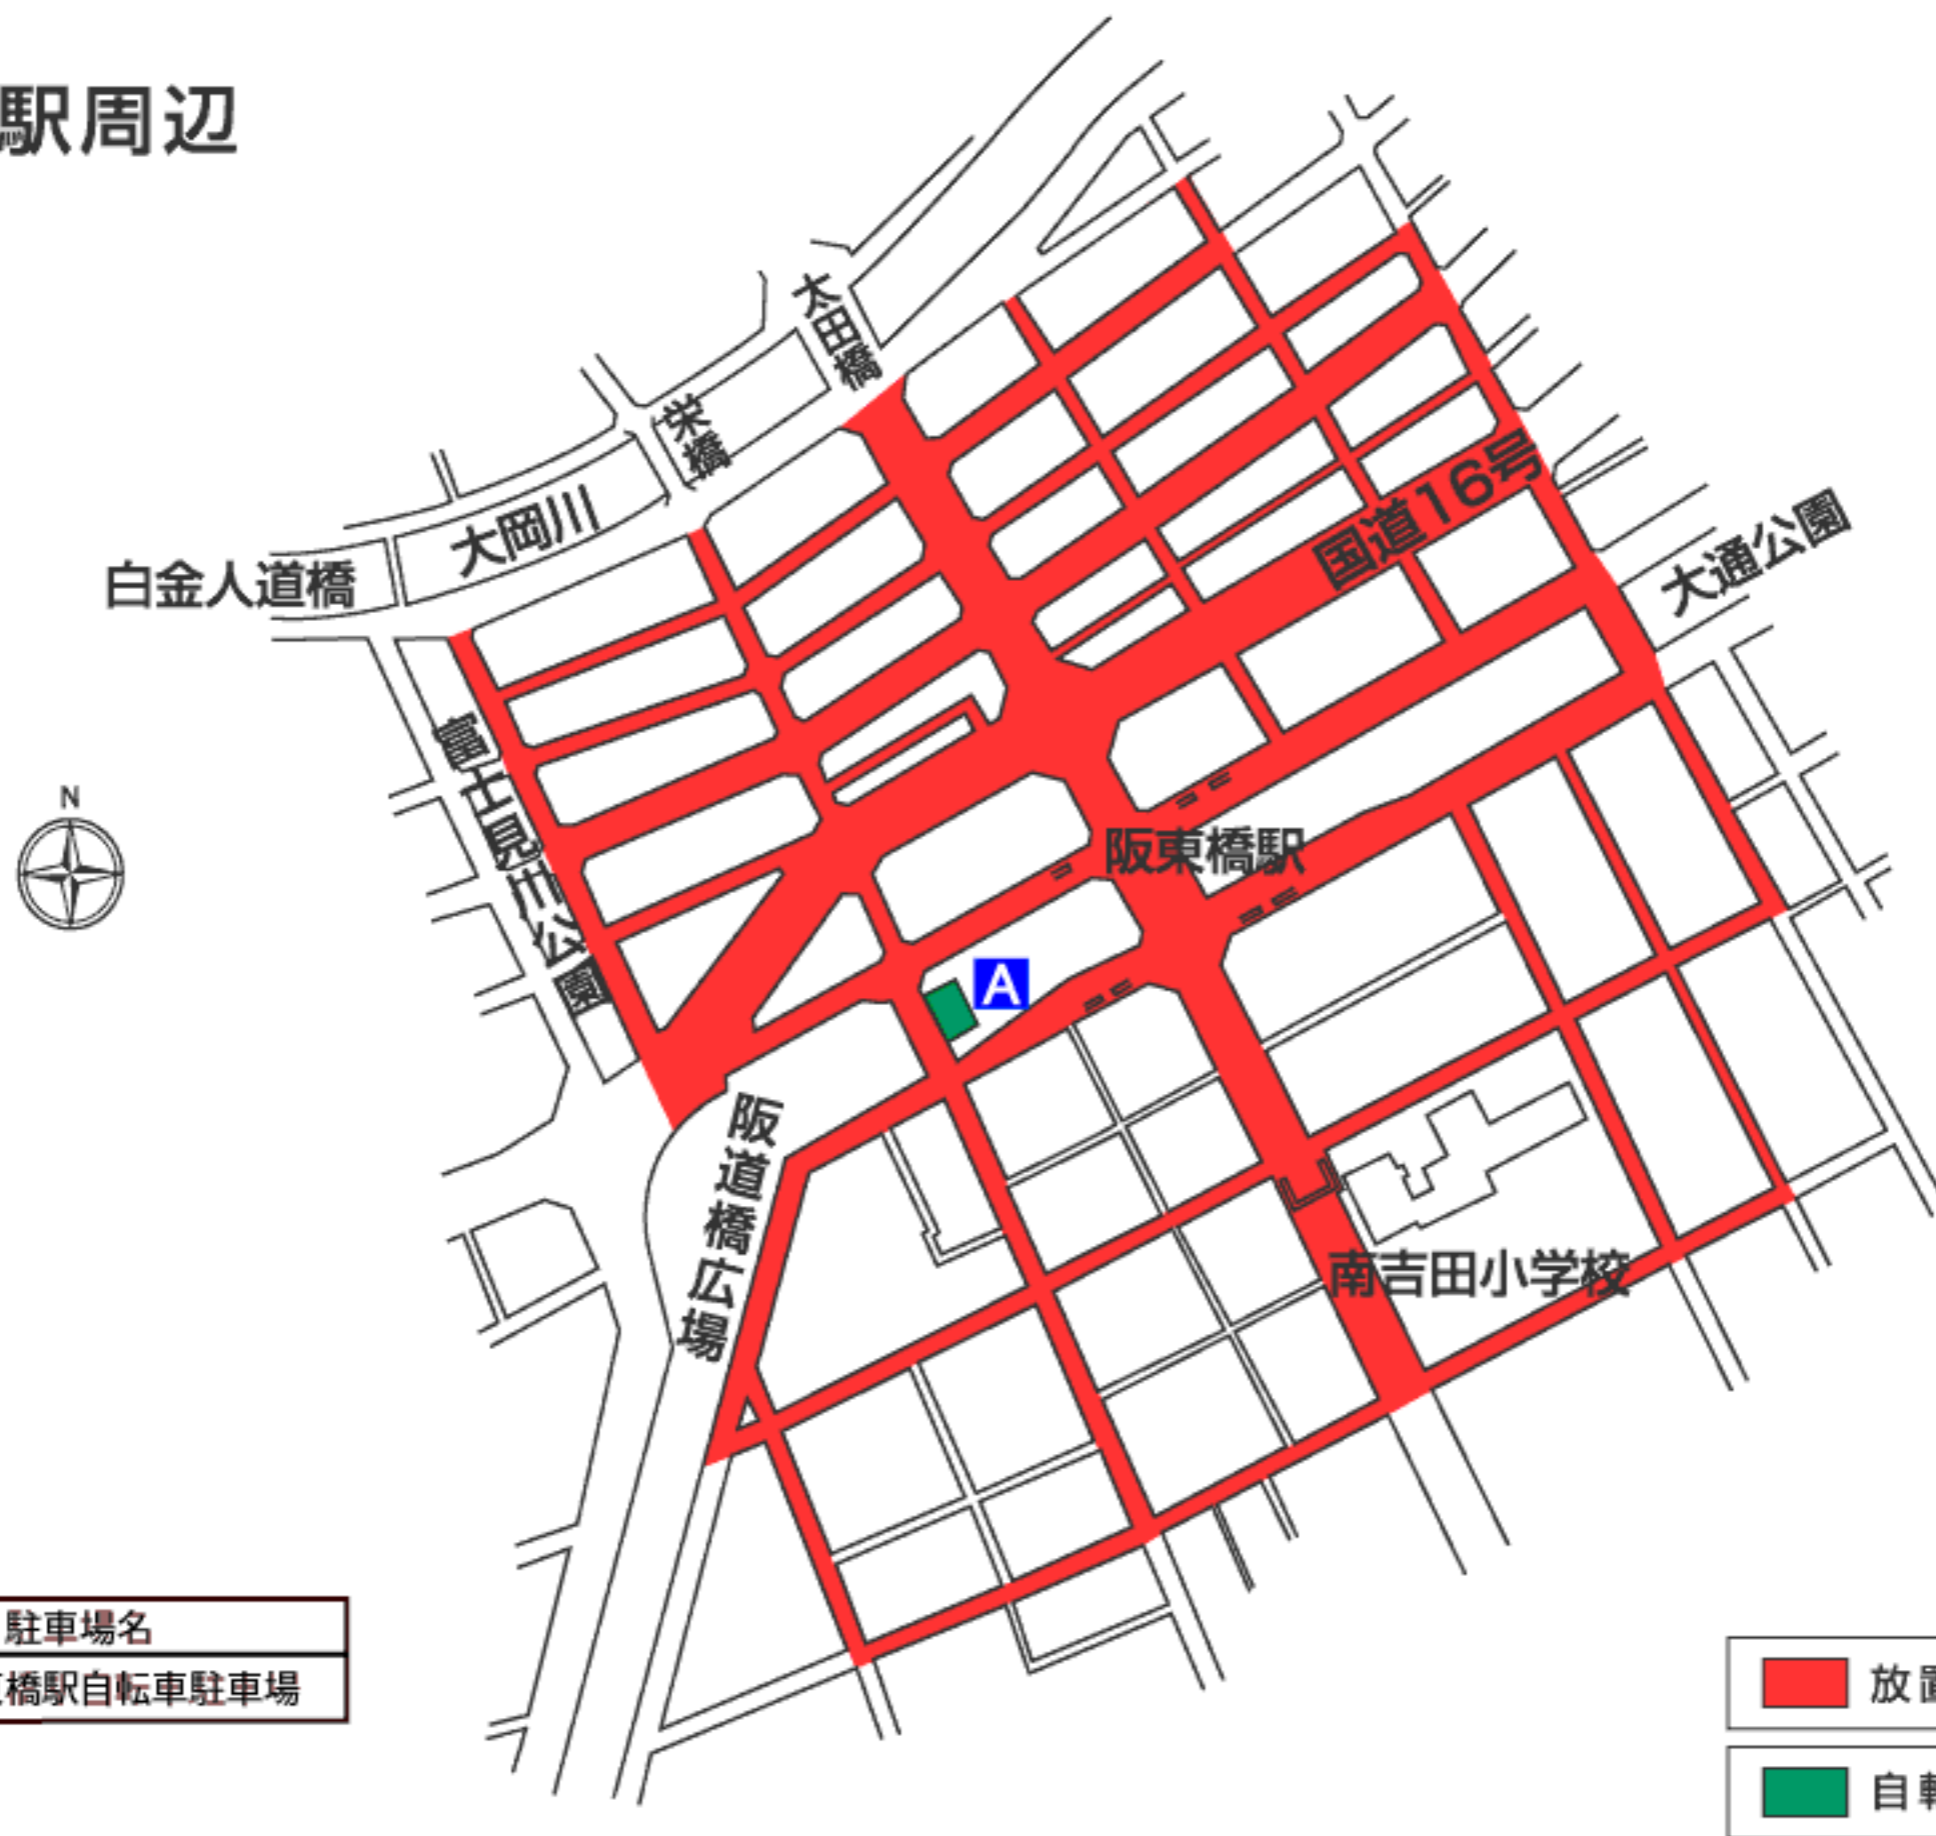 駅周辺
太田橋
栄橋
大岡川
白金人道橋
国道16号
大通公園
富士見川公園
N
阪東橋駅
A
阪道橋広場
南吉田小学校
駐車場名
橋駅自転車駐車場
放置
自転